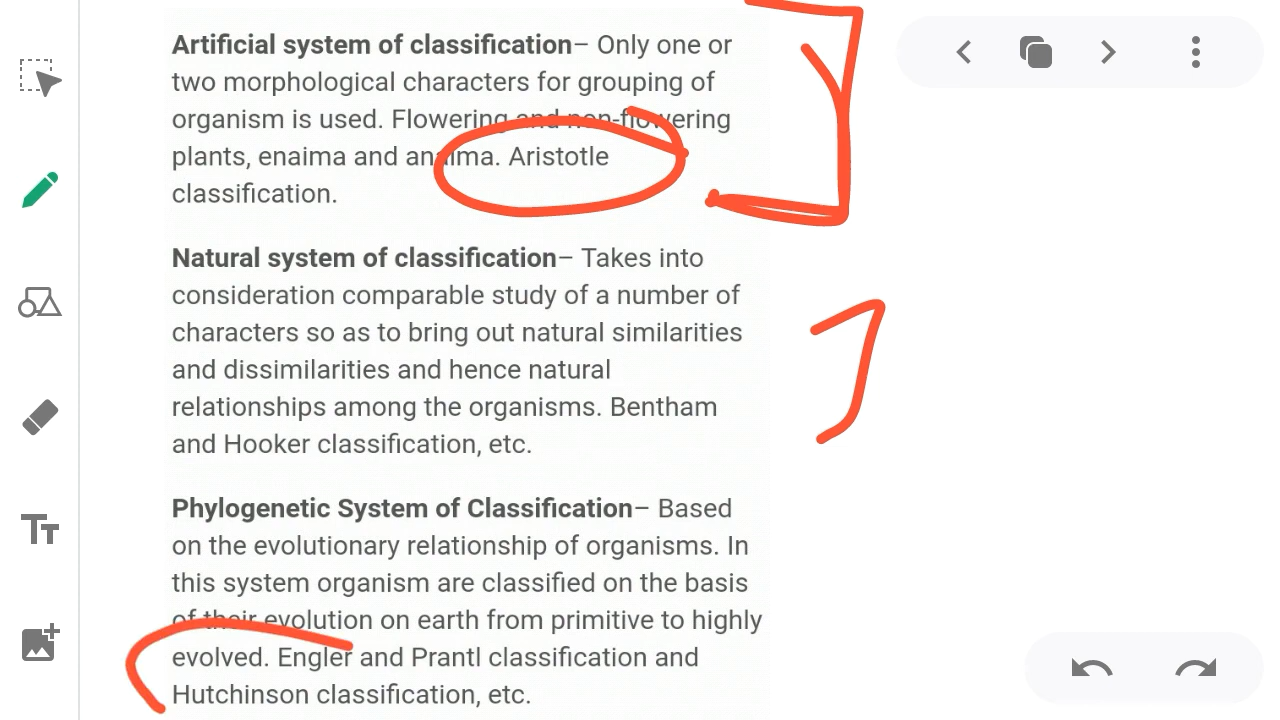 Artificial system of classification– Only one or
two morphological characters for grouping of
organism is used. Flowering and non-flowering
plants, enaima and anaima. Aristotle
classification.
Natural system of classification– Takes into
consideration comparable study of a number of
characters so as to bring out natural similarities
and dissimilarities and hence natural
relationships among the organisms. Bentham
and Hooker classification, etc.
Phylogenetic System of Classification– Based
on the evolutionary relationship of organisms. In
this system organism are classified on the basis
of their evolution on earth from primitive to highly
evolved. Engler and Prantl classification and
Hutchinson classification, etc.